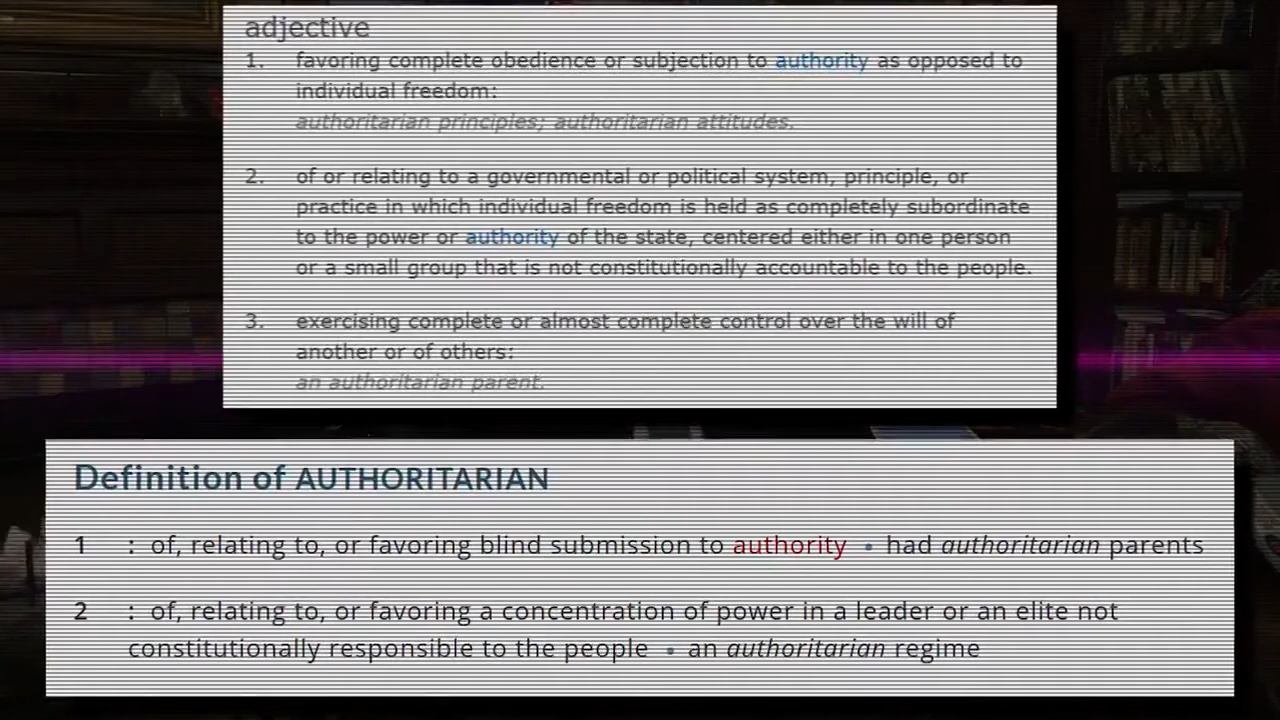 adjective
1. favoring complete obedience or subjection to authority as opposed to
individual freedom:
authoritarian principles; authoritarian attitudes.
2. of or relating to a governmental or political system, principle, or
practice in which individual freedom is held as completely subordinate
to the power or authority of the state, centered either in one person
or a small group that is not constitutionally accountable to the people.
3. exercising complete or almost complete control over the will of
another or of others:
an authoritarian parent.
Definition of AUTHORITARIAN
1 : of, relating to, or favoring blind submission to authority • had authoritarian parents
2 : of, relating to, or favoring a concentration of power in a leader or an elite not
constitutionally responsible to the people • an authoritarian regime